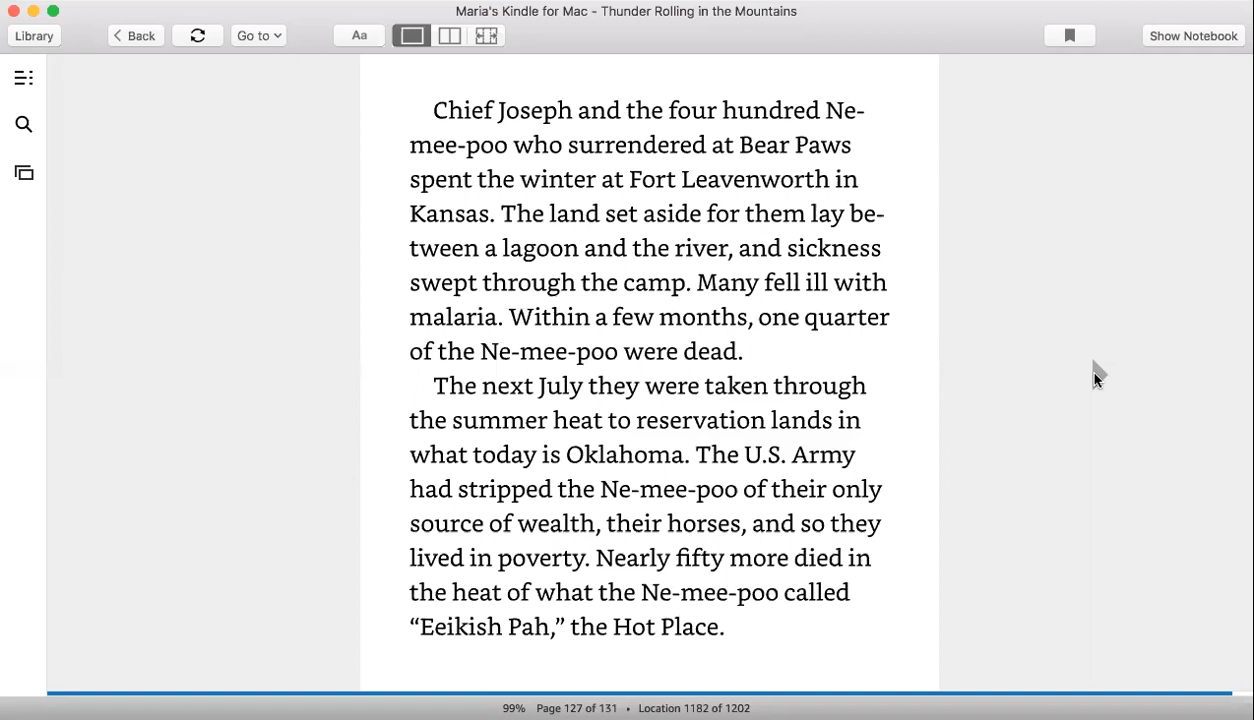 Maria's Kindle for Mac - Thunder Rolling in the Mountains
Library
Back
Go to
Aa
Show Notebook
Chief Joseph and the four hundred Ne-
mee-poo who surrendered at Bear Paws
spent the winter at Fort Leavenworth in
Kansas. The land set aside for them lay be-
tween a lagoon and the river, and sickness
swept through the camp. Many fell ill with
malaria. Within a few months, one quarter
of the Ne-mee-poo were dead.
The next July they were taken through
the summer heat to reservation lands in
what today is Oklahoma. The U.S. Army
had stripped the Ne-mee-poo of their only
source of wealth, their horses, and so they
lived in poverty. Nearly fifty more died in
the heat of what the Ne-mee-poo called
“Eeikish Pah,” the Hot Place.
99% Page 127 of 131 • Location 1182 of 1202